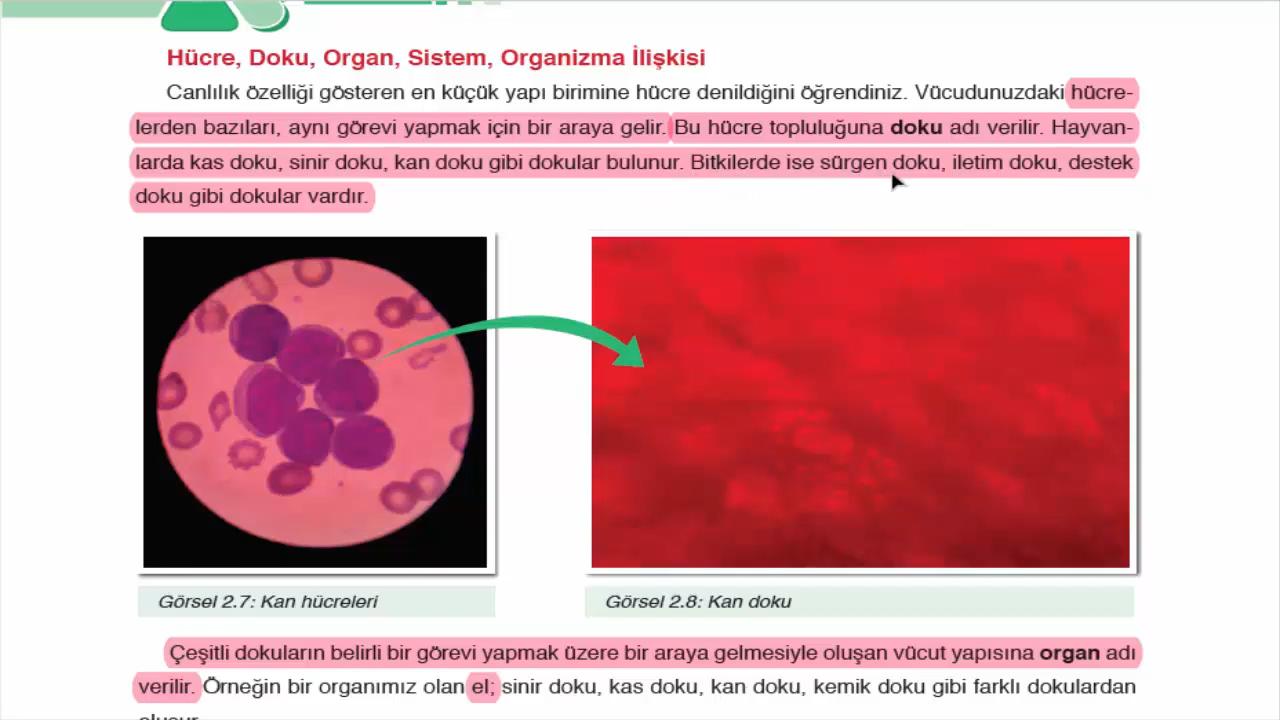 Hücre, Doku, Organ, Sistem, Organizma İlişkisi
Canlılık özelliği gösteren en küçük yapı birimine hücre denildiğini öğrendiniz. Vücudunuzdaki hücre-
lerden bazıları, aynı görevi yapmak için bir araya gelir. Bu hücre topluluğuna doku adı verilir. Hayvan-
larda kas doku, sinir doku, kan doku gibi dokular bulunur. Bitkilerde ise sürgen doku, iletim doku, destek
doku gibi dokular vardır.
Görsel 2.7: Kan hücreleri
Görsel 2.8: Kan doku
Çeşitli dokuların belirli bir görevi yapmak üzere bir araya gelmesiyle oluşan vücut yapısına organ adı
verilir. Örneğin bir organımız olan el; sinir doku, kas doku, kan doku, kemik doku gibi farklı dokulardan